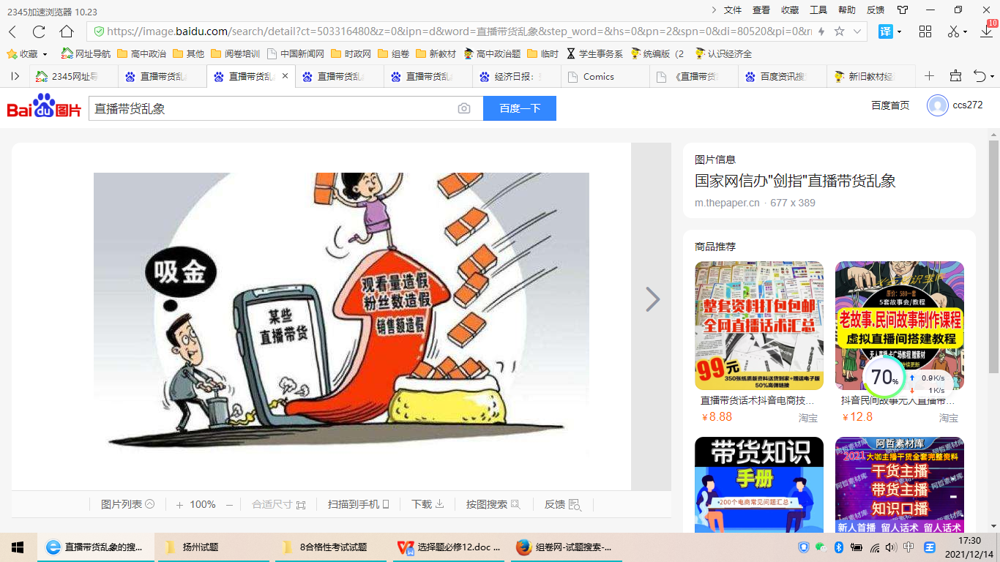 2345加速浏览器 10.23
文件 查看 收藏 工具 帮助 反馈
https://image.baidu.com/search/detail?ct=503316480&z=0&ipn=d&word=直播带货乱象&step_word=&hs=0&pn=2&spn=0&di=80520&pi=0&r
译
10
收藏 网址导航 高中政治 其他 阅卷培训 中国新闻网 时政网 组卷 新教材 高中政治题 临时 学生事务系 统编版（2 认识经济全
2345网址导 直播带货乱 直播带货乱 直播带货乱 直播带货乱 经济日报： Comics 《直播带货 百度资讯搜 新旧教材经
Bai du 图片
直播带货乱象
百度一下
百度首页
ccs272
吸金
某些
直播带货
观看量造假
粉丝数造假
销售额造假
图片信息
国家网信办"剑指"直播带货乱象
m.thepaper.cn · 677 x 389
商品推荐
整套资料打包包邮
全网直播话术汇总
99元
350张纸质版资料送货到家+赠送电子版
50%高佣链接
直播带货话术抖音电商技...
¥8.88
淘宝
原价：580一套
5套故事会/教程
老故事.民间故事制作课程
虚拟直播间搭建教程
70%
0.9K/s
1K/s
抖音民间故事无人直播带...
¥12.8
淘宝
带货知识
手册
200个电商常见问题汇总
阿哲素材库
2021大咖主播干货全套完整资料
干货主播
带货主播
知识口播
新人首播 留人话术 留人话术
图片列表
100%
合适尺寸
扫描到手机
下载
按图搜索
反馈
直播带货乱象的搜...
扬州试题
8合格性考试试题
选择题必修12.doc ...
组卷网-试题搜索-...
中
17:30
2021/12/14